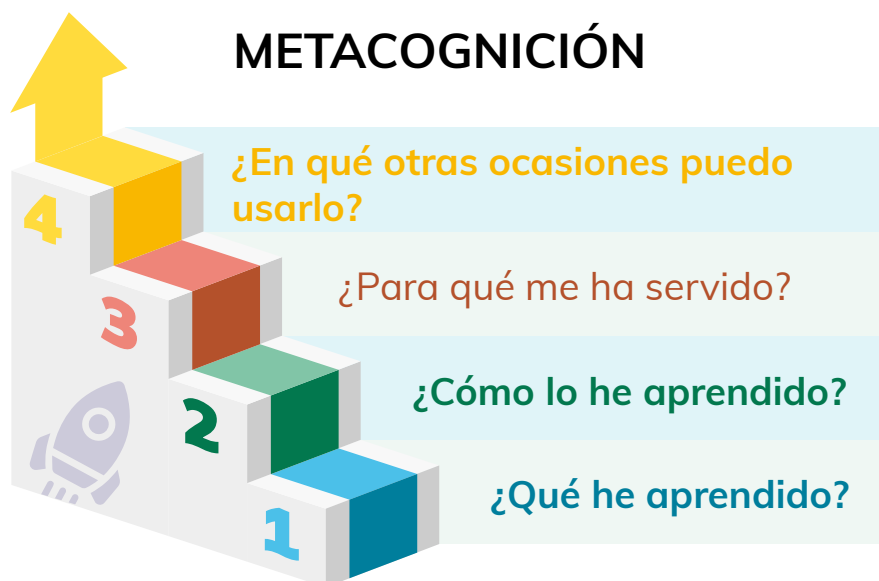 METACOGNICIÓN
¿En qué otras ocasiones puedo
usarlo?
4
¿Para qué me ha servido?
3
¿Cómo lo he aprendido?
2
¿Qué he aprendido?
1